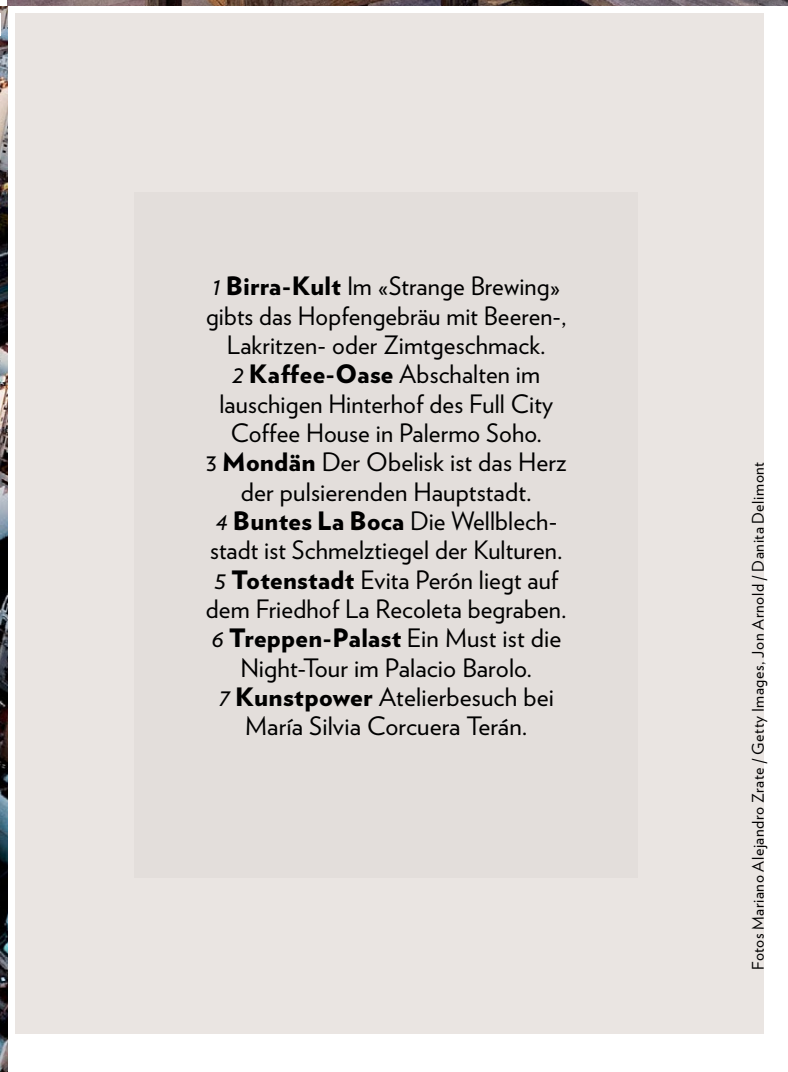 1 Birra-Kult Im «Strange Brewing»
gibts das Hopfengebräu mit Beeren-,
Lakritzen- oder Zimtgeschmack.
2 Kaffee-Oase Abschalten im
lauschigen Hinterhof des Full City
Coffee House in Palermo Soho.
3 Mondän Der Obelisk ist das Herz
der pulsierenden Hauptstadt.
4 Buntes La Boca Die Wellblech-
stadt ist Schmelztiegel der Kulturen.
5 Totenstadt Evita Perón liegt auf
dem Friedhof La Recoleta begraben.
6 Treppen-Palast Ein Must ist die
Night-Tour im Palacio Barolo.
7 Kunstpower Atelierbesuch bei
María Silvia Corcuera Terán.
Fotos Mariano Alejandro Zrate / Getty Images, Jon Arnold / Danita Delimont